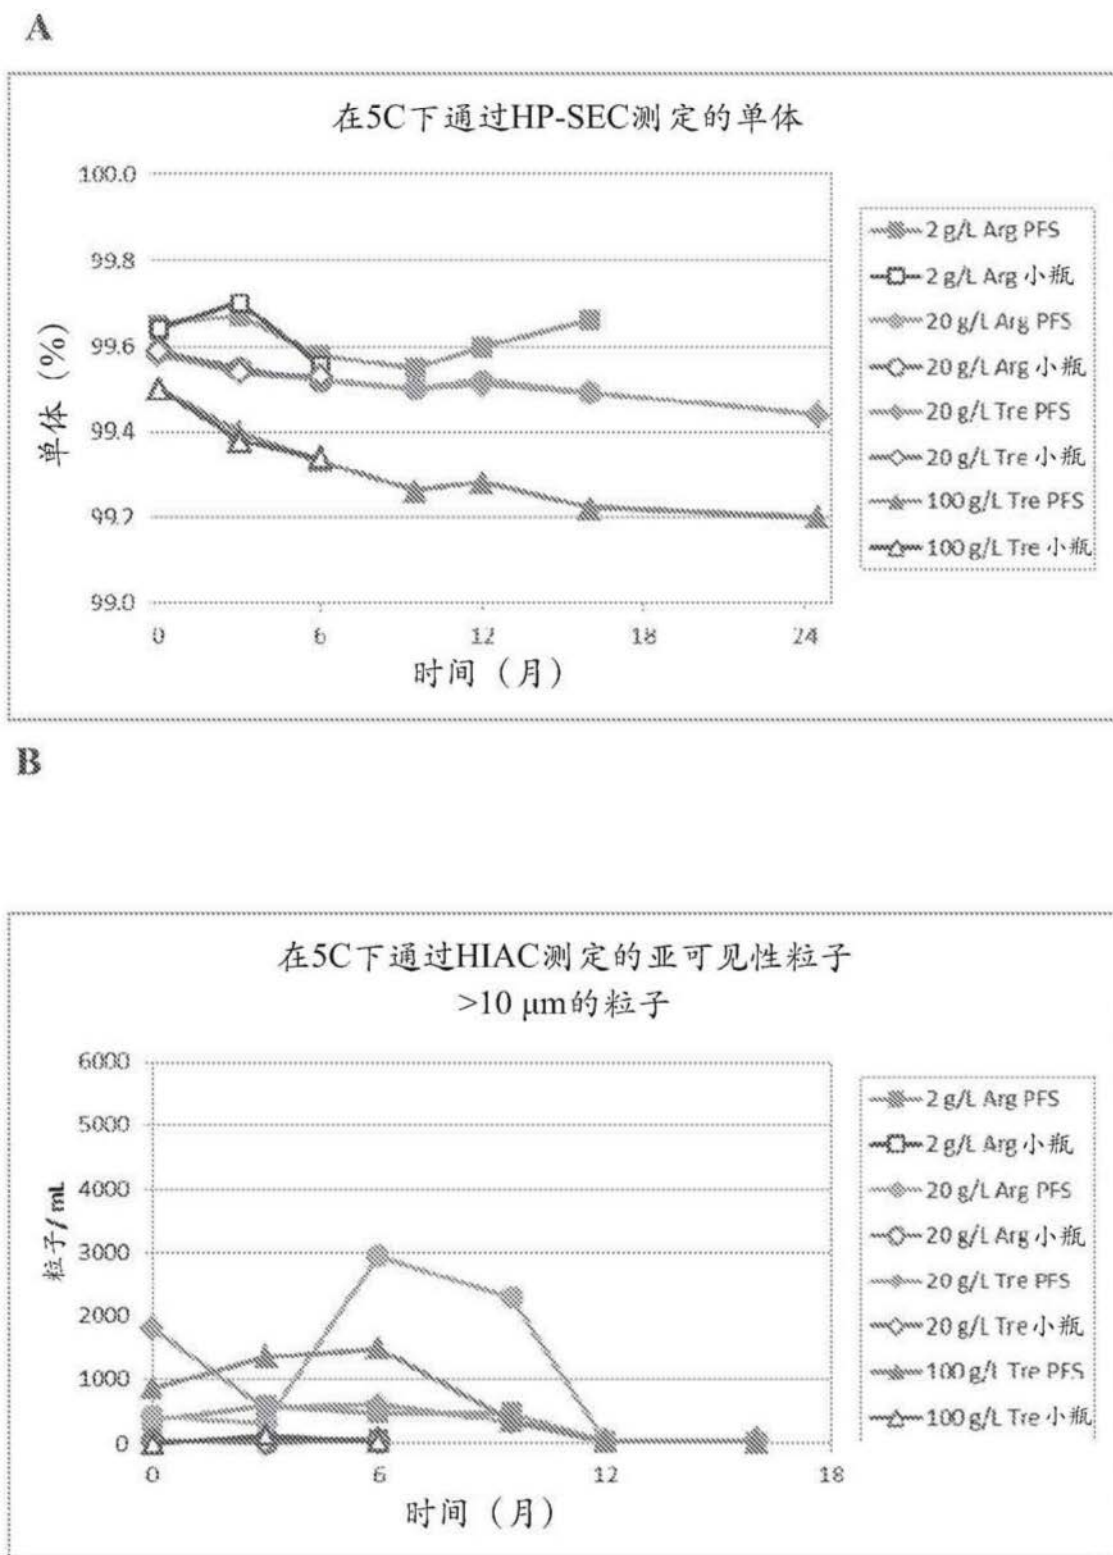 A
在5C下通过HP-SEC测定的单体
100.0
99.8
99.6
99.4
99.2
99.0
单体（%）
0 6 12 18 24
时间（月）
2 g/L Arg PFS
2 g/L Arg 小瓶
20 g/L Arg PFS
20 g/L Arg 小瓶
20 g/L Tre PFS
20 g/L Tre 小瓶
100 g/L Tre PFS
100 g/L Tre 小瓶
B
在5C下通过HIAC测定的亚可见性粒子
>10 μm的粒子
6000
5000
4000
3000
2000
1000
0
粒子/mL
0 6 12 18
时间（月）
2 g/L Arg PFS
2 g/L Arg 小瓶
20 g/L Arg PFS
20 g/L Arg 小瓶
20 g/L Tre PFS
20 g/L Tre 小瓶
100 g/L Tre PFS
100 g/L Tre 小瓶